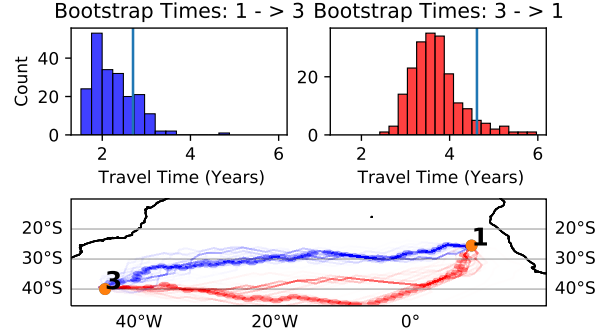 Bootstrap Times: 1 - > 3 Bootstrap Times: 3 - > 1
Count
40
20
0
2
4
6
Travel Time (Years)
20
0
2
4
6
Travel Time (Years)
20°S
30°S
40°S
1
3
20°S
30°S
40°S
40°W
20°W
0°